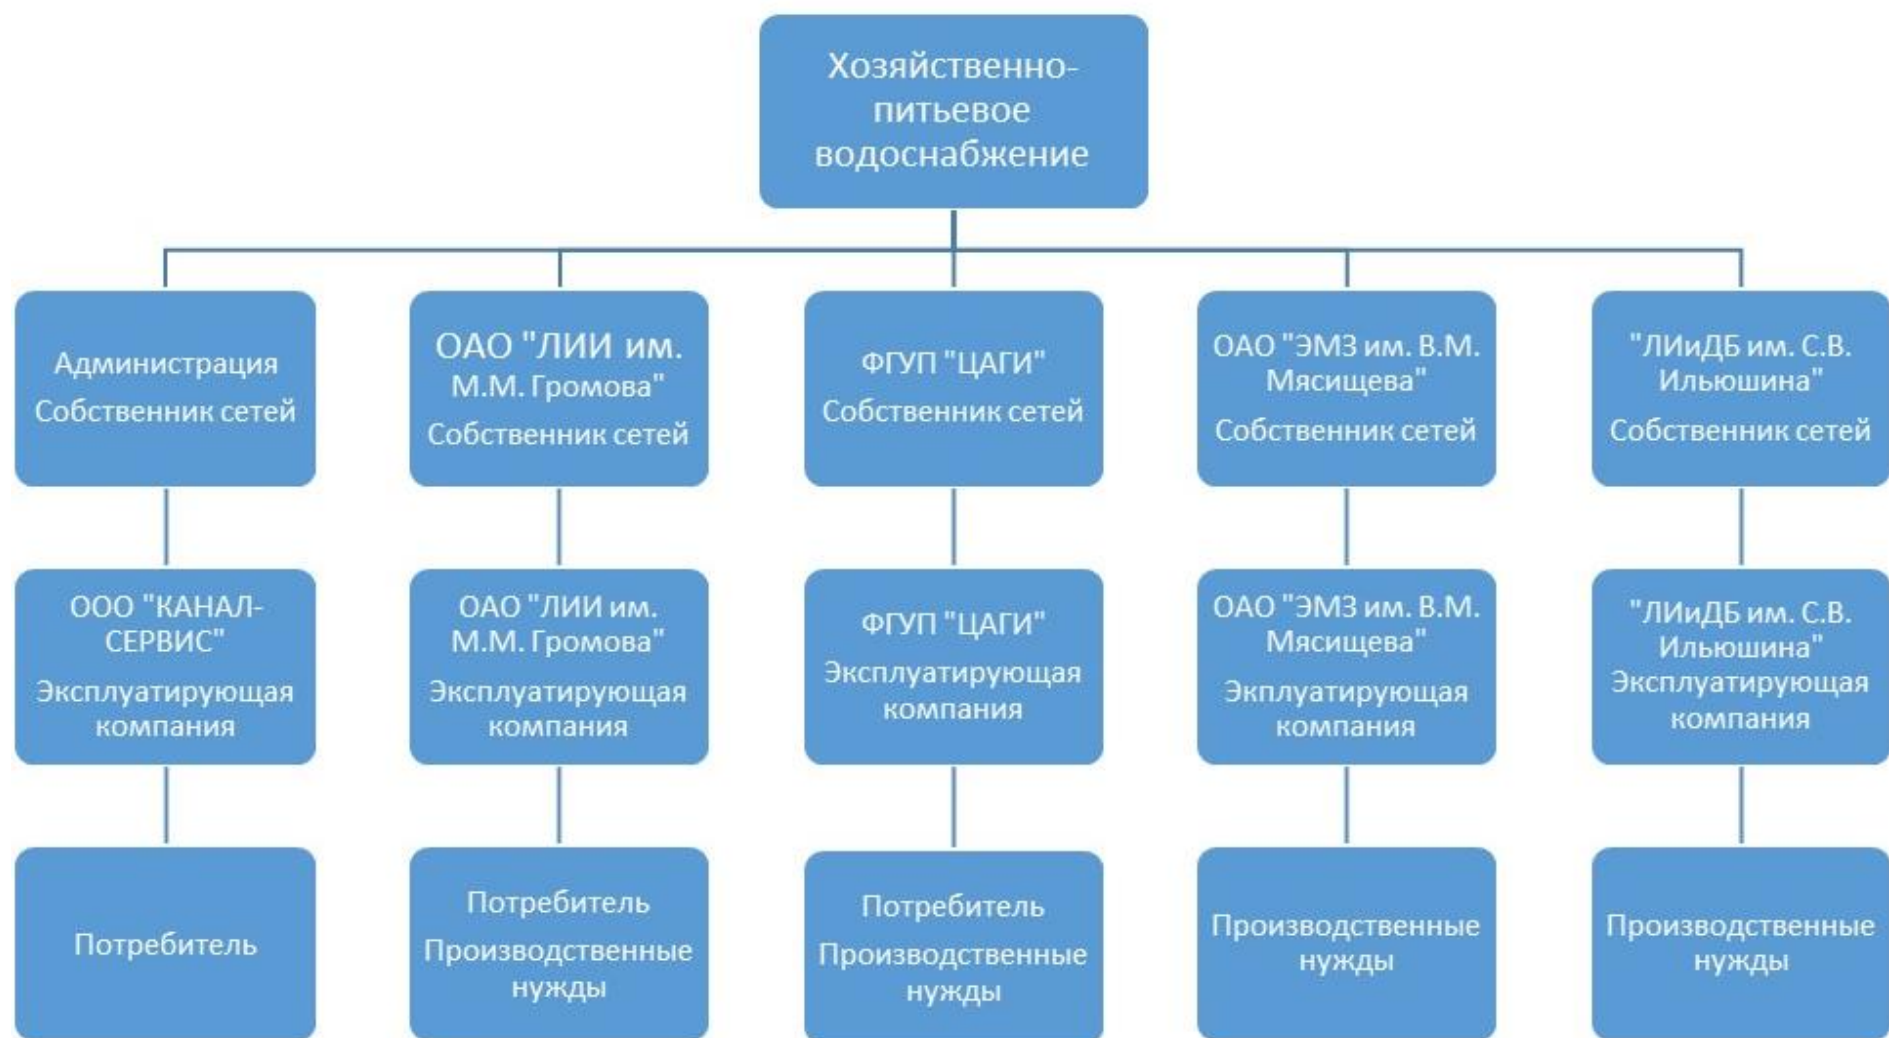 Хозяйственно-
питьевое
водоснабжение
Администрация
Собственник сетей
ОАО "ЛИИ им.
М.М. Громова"
Собственник сетей
ФГУП "ЦАГИ"
Собственник сетей
ОАО "ЭМЗ им. В.М.
Мясищева"
Собственник сетей
"ЛИиДБ им. С.В.
Ильюшина"
Собственник сетей
ООО "КАНАЛ-
СЕРВИС"
Эксплуатирующая
компания
ОАО "ЛИИ им.
М.М. Громова"
Эксплуатирующая
компания
ФГУП "ЦАГИ"
Эксплуатирующая
компания
ОАО "ЭМЗ им. В.М.
Мясищева"
Экплуатирующая
компания
"ЛИиДБ им. С.В.
Ильюшина"
Эксплуатирующая
компания
Потребитель
Потребитель
Производственные
нужды
Потребитель
Производственные
нужды
Производственные
нужды
Производственные
нужды